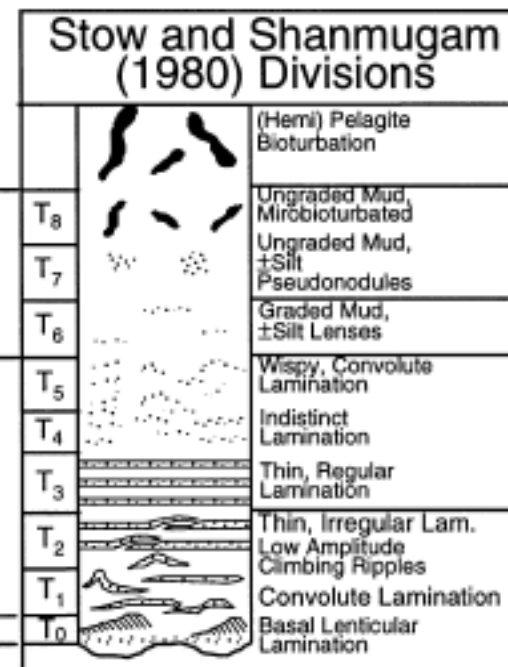 Stow and Shanmugam
(1980) Divisions
(Hemi) Pelagite
Bioturbation
T8
Ungraded Mud,
Mirobioturbated
T7
Ungraded Mud,
±Silt
Pseudonodules
T6
Graded Mud,
±Silt Lenses
T5
Wispy, Convolute
Lamination
T4
Indistinct
Lamination
T3
Thin, Regular
Lamination
T2
Thin, Irregular Lam.
Low Amplitude
Climbing Ripples
T1
Convolute Lamination
T0
Basal Lenticular
Lamination